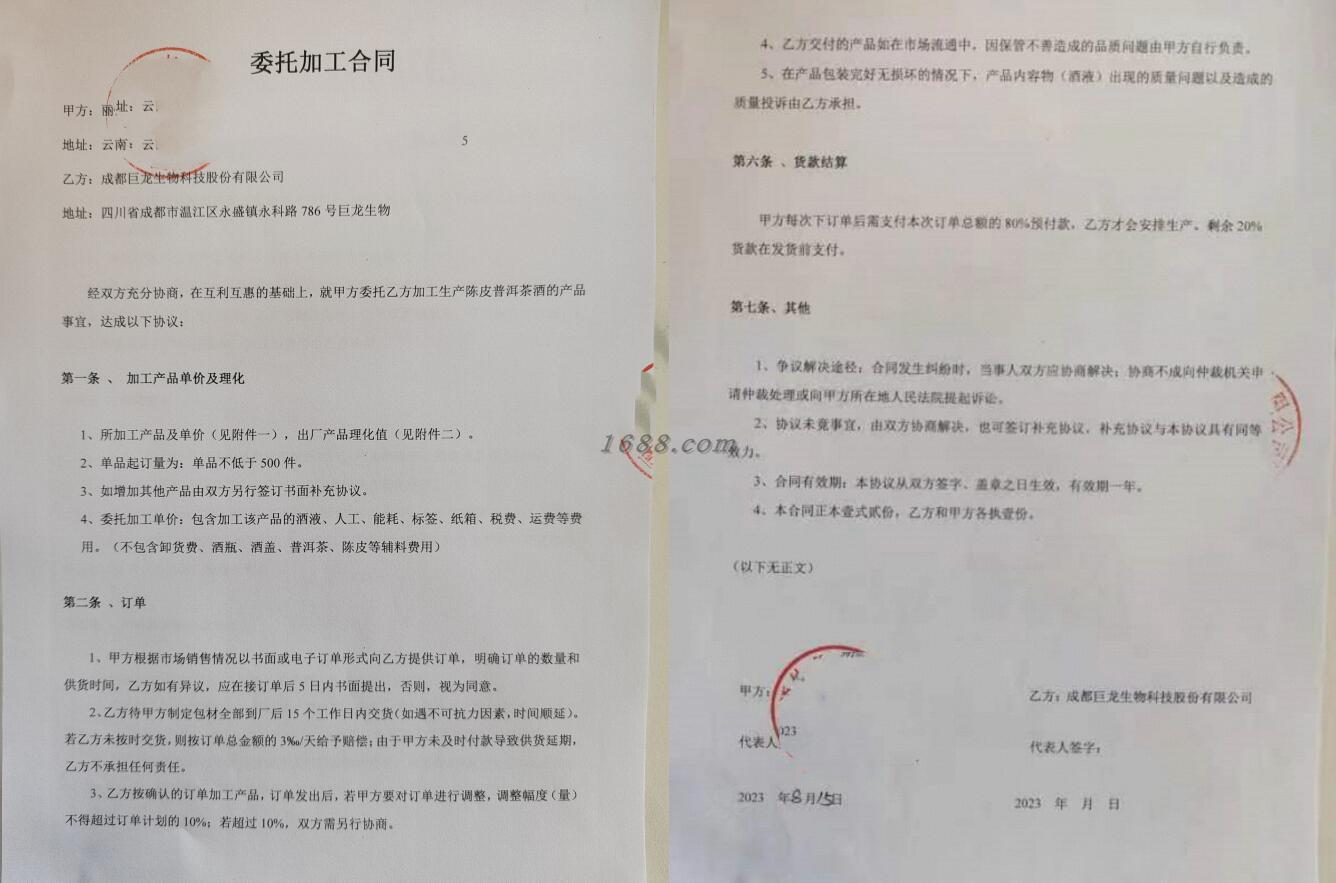 委托加工合同
甲方：丽
址：云
地址：云南：云
5
乙方：成都巨龙生物科技股份有限公司
地址：四川省成都市温江区永盛镇永科路 786 号巨龙生物
经双方充分协商，在互利互惠的基础上，就甲方委托乙方加工生产陈皮普洱茶酒的产品
事宜，达成以下协议：
第一条 、 加工产品单价及理化
1、所加工产品及单价（见附件一），出厂产品理化值（见附件二）。
2、单品起订量为：单品不低于 500 件。
3、如增加其他产品由双方另行签订书面补充协议。
4、委托加工单价：包含加工该产品的酒液、人工、能耗、标签、纸箱、税费、运费等费
用。（不包含卸货费、酒瓶、酒盖、普洱茶、陈皮等辅料费用）
第二条 、订单
1、甲方根据市场销售情况以书面或电子订单形式向乙方提供订单，明确订单的数量和
供货时间，乙方如有异议，应在接订单后 5 日内书面提出，否则，视为同意。
2、乙方待甲方制定包材全部到厂后 15 个工作日内交货（如遇不可抗力因素，时间顺延）。
若乙方未按时交货，则按订单总金额的 3‰/天给予赔偿；由于甲方未及时付款导致供货延期，
乙方不承担任何责任。
3、乙方按确认的订单加工产品，订单发出后，若甲方要对订单进行调整，调整幅度（量）
不得超过订单计划的 10%；若超过 10%，双方需另行协商。
1688.com
4、乙方交付的产品如在市场流通中，因保管不善造成的品质问题由甲方自行负责。
5、在产品包装完好无损坏的情况下，产品内容物（酒液）出现的质量问题以及造成的
质量投诉由乙方承担。
第六条 、货款结算
甲方每次下订单后需支付本次订单总额的 80%预付款，乙方才会安排生产。剩余 20%
货款在发货前支付。
第七条、其他
1、争议解决途径：合同发生纠纷时，当事人双方应协商解决；协商不成向仲裁机关申
请仲裁处理或向甲方所在地人民法院提起诉讼。
2、协议未竟事宜，由双方协商解决，也可签订补充协议，补充协议与本协议具有同等
效力。
3、合同有效期：本协议从双方签字、盖章之日生效，有效期一年。
4、本合同正本壹式贰份，乙方和甲方各执壹份。
（以下无正文）
甲方：
乙方：成都巨龙生物科技股份有限公司
023
代表人
代表人签字：
2023 年 8 月 15 日
2023 年 月 日